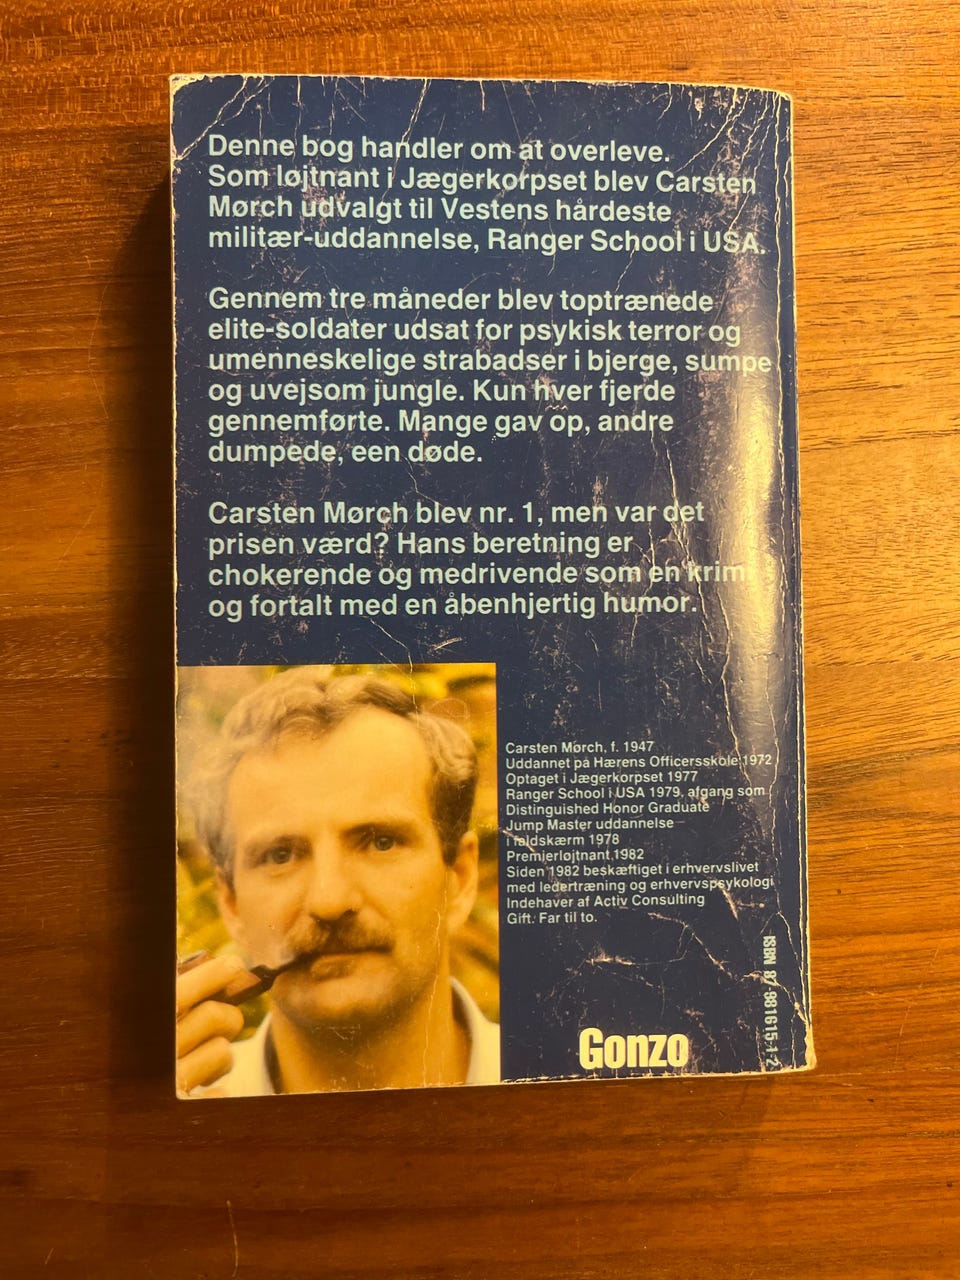 Denne bog handler om at overleve.
Som løjtnant i Jægerkorpset blev Carsten
Mørch udvalgt til Vestens hårdeste
militær-uddannelse, Ranger School i USA.
Gennem tre måneder blev toptrænede
elite-soldater udsat for psykisk terror og
umenneskelige strabadser i bjerge, sumpe
og uvejsom jungle. Kun hver fjerde
gennemførte. Mange gav op, andre
dumpede, een døde.
Carsten Mørch blev nr. 1, men var det
prisen værd? Hans beretning er
chokerende og medrivende som en krimi
og fortalt med en åbenhjertig humor.
Carsten Mørch, f. 1947
Uddannet på Hærens Officersskole 1972
Optaget i Jægerkorpset 1977
Ranger School i USA 1979, afgang som
Distinguished Honor Graduate
Jump Master uddannelse
i faldskærm 1978
Premierløjtnant 1982
Siden 1982 beskæftiget i erhvervslivet
med ledertræning og erhvervspsykologi
Indehaver af Activ Consulting
Gift. Far til to.
ISBN 87-981615-1-2
Gonzo